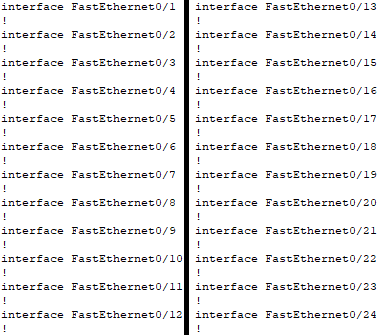 interface FastEthernet0/1
!
interface FastEthernet0/2
!
interface FastEthernet0/3
!
interface FastEthernet0/4
!
interface FastEthernet0/5
!
interface FastEthernet0/6
!
interface FastEthernet0/7
!
interface FastEthernet0/8
!
interface FastEthernet0/9
!
interface FastEthernet0/10
!
interface FastEthernet0/11
!
interface FastEthernet0/12
interface FastEthernet0/13
!
interface FastEthernet0/14
!
interface FastEthernet0/15
!
interface FastEthernet0/16
!
interface FastEthernet0/17
!
interface FastEthernet0/18
!
interface FastEthernet0/19
!
interface FastEthernet0/20
!
interface FastEthernet0/21
!
interface FastEthernet0/22
!
interface FastEthernet0/23
!
interface FastEthernet0/24
!